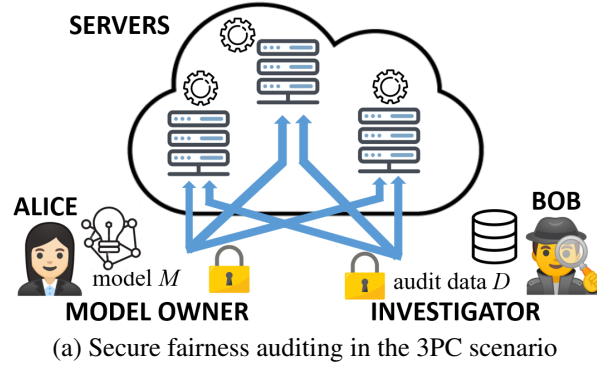 SERVERS
ALICE
BOB
model M
audit data D
MODEL OWNER
INVESTIGATOR
(a) Secure fairness auditing in the 3PC scenario